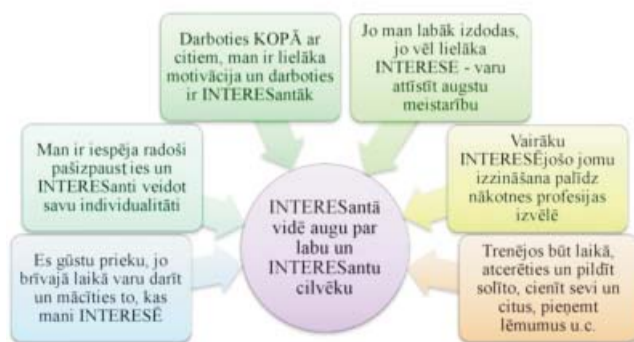 Darboties KOPĀ ar
citiem, man ir lielāka
motivācija un darboties
ir INTERESantāk
Jo man labāk izdodas,
jo vēl lielāka
INTERESE - varu
attīstīt augstu
meistarību
Man ir iespēja radoši
pašizpausties un
INTERESanti veidot
savu individualitāti
Vairāku
INTERESĒjošo jomu
izzināšana palīdz
nākotnes profesijas
izvēlē
INTERESantā
vidē augu par
labu un
INTERESantu
cilvēku
Es gūstu prieku, jo
brīvajā laikā varu darīt
un mācīties to, kas
mani INTERESĒ
Trenējos būt laikā,
atcerēties un pildīt
solīto, cienīt sevi un
citus, pieņemt
lēmumus u.c.